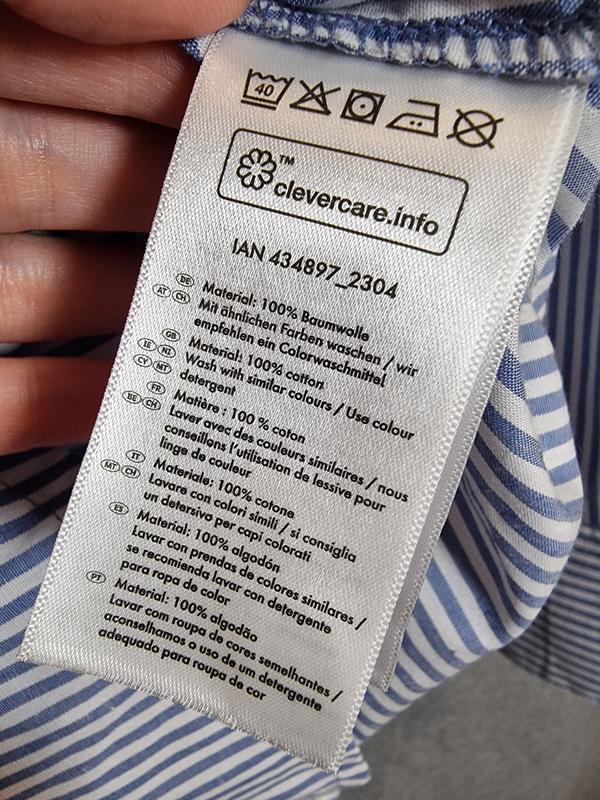 40
™
clevercare.info
IAN 434897_2304
DE
AT CH
Material: 100% Baumwolle
Mit ähnlichen Farben waschen / wir
empfehlen ein Colorwaschmittel
GB
IE NL
CY MT
Material: 100% cotton
Wash with similar colours / Use colour
detergent
FR
BE CH
Matière : 100 % coton
Laver avec des couleurs similaires / nous
conseillons l'utilisation de lessive pour
linge de couleur
IT
MT CH
Materiale: 100% cotone
Lavare con colori simili / si consiglia
un detersivo per capi colorati
ES
Material: 100% algodón
Lavar con prendas de colores similares /
se recomienda lavar con detergente
para ropa de color
PT
Material: 100% algodão
Lavar com roupa de cores semelhantes /
aconselhamos o uso de um detergente
adequado para roupa de cor